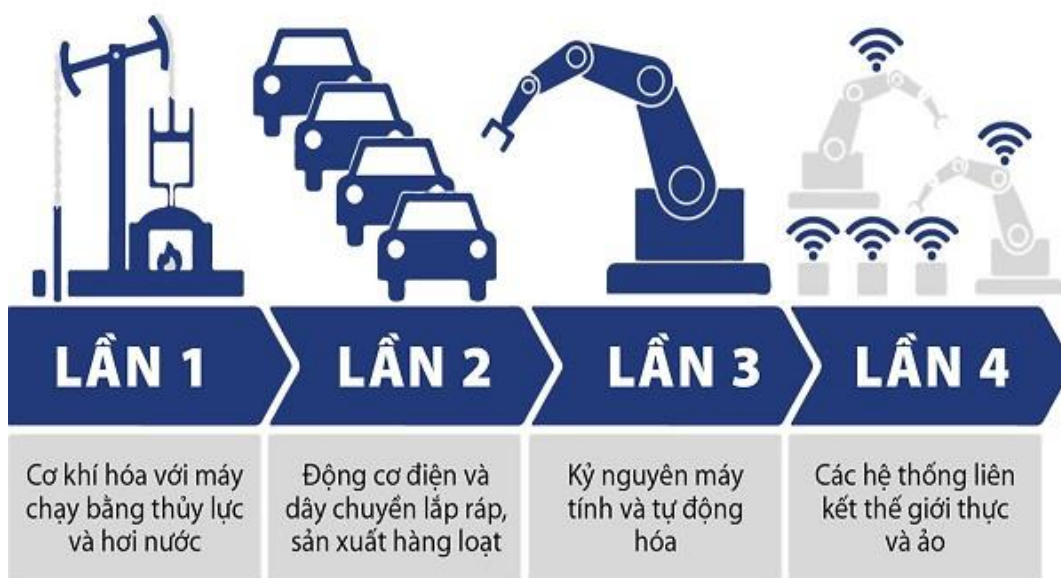 LẦN 1
LẦN 2
LẦN 3
LẦN 4
Cơ khí hóa với máy
chạy bằng thủy lực
và hơi nước
Động cơ điện và
dây chuyền lắp ráp,
sản xuất hàng loạt
Kỷ nguyên máy
tính và tự động
hóa
Các hệ thống liên
kết thế giới thực
và ảo